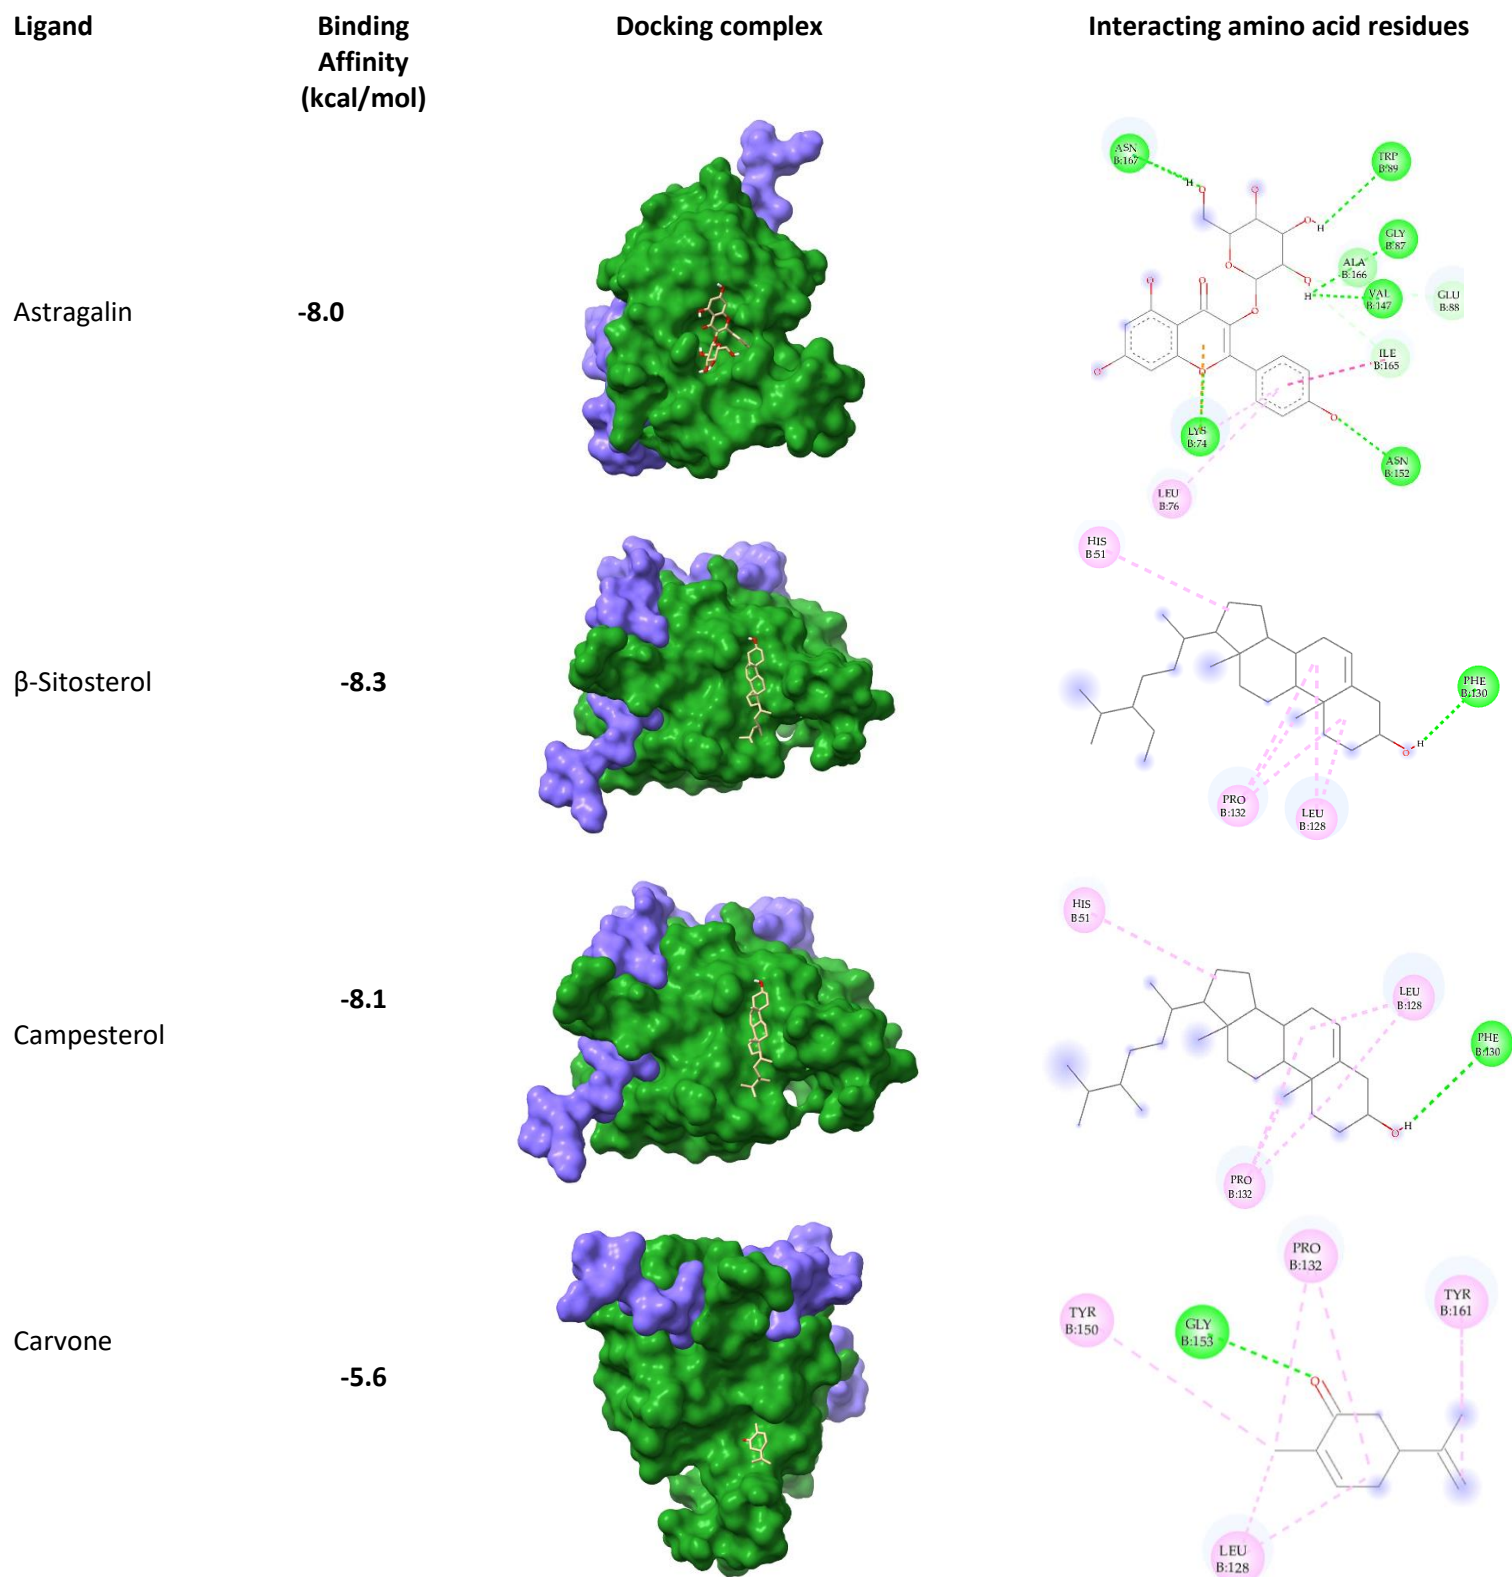 Ligand
Binding
Affinity
(kcal/mol)
Docking complex
Interacting amino acid residues
Astragalin
-8.0
ASN
B:167
TRP
B:89
GLY
B:87
ALA
B:166
VAL
B:147
GLU
B:88
ILE
B:165
LYS
B:74
ASN
B:152
LEU
B:76
H
O
O
O
H
O
O
H
O
O
O
O
O
O
β-Sitosterol
-8.3
HIS
B:51
PHE
B:130
PRO
B:132
LEU
B:128
O
H
Campesterol
-8.1
HIS
B:51
LEU
B:128
PHE
B:130
PRO
B:132
O
H
Carvone
-5.6
PRO
B:132
TYR
B:161
TYR
B:150
GLY
B:153
O
LEU
B:128